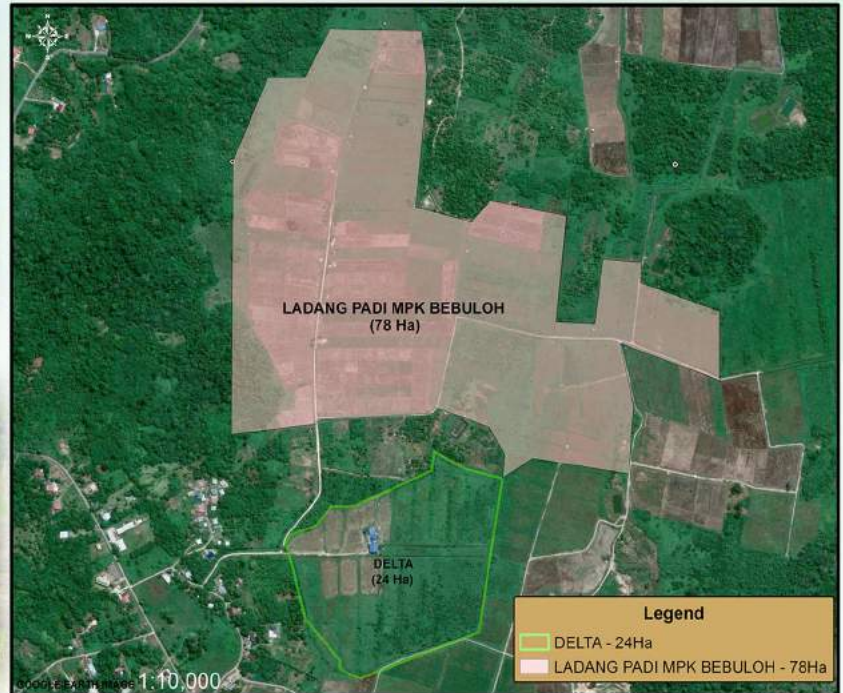 N
LADANG PADI MPK BEBULOH
(78 Ha)
DELTA
(24 Ha)
Legend
DELTA - 24Ha
LADANG PADI MPK BEBULOH - 78Ha
GOOGLE EARTH IMAGE 1:10,000